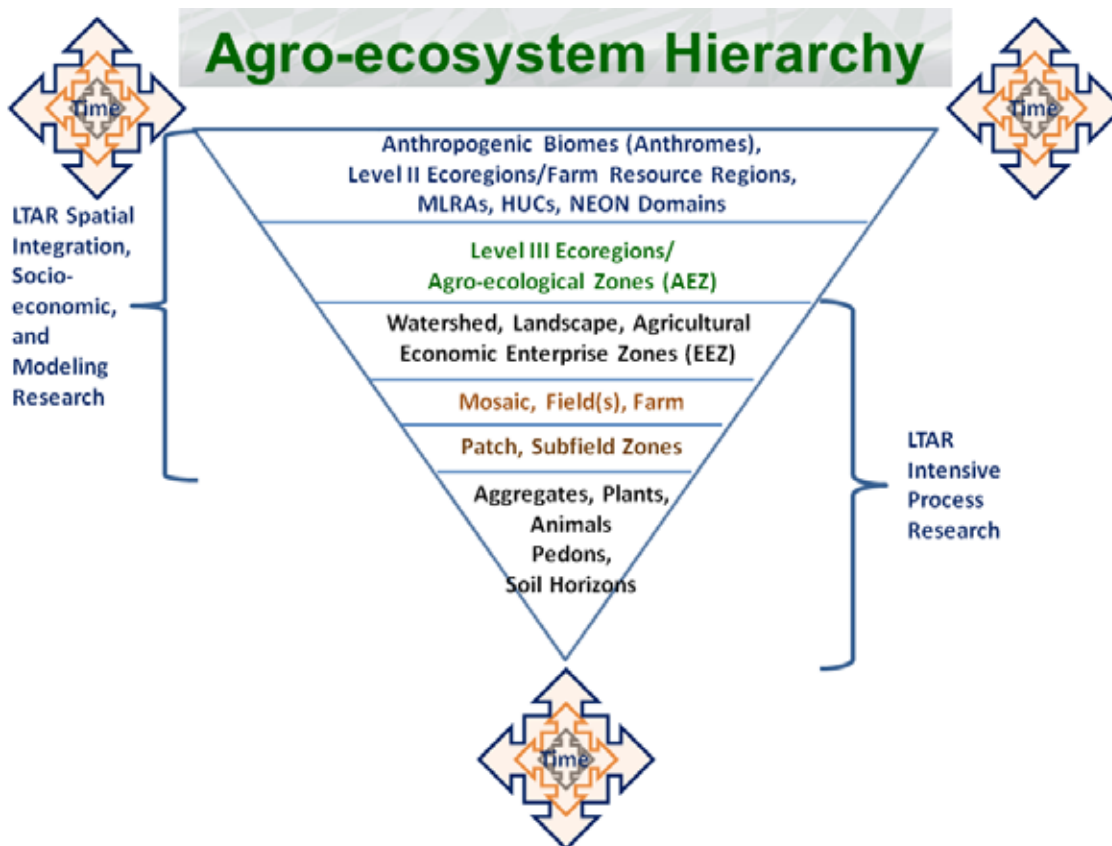 Agro-ecosystem Hierarchy
Time
Time
Anthropogenic Biomes (Anthromes),
Level II Ecoregions/Farm Resource Regions,
MLRAs, HUCs, NEON Domains
LTAR Spatial
Integration,
Socio-
economic,
and
Modeling
Research
Level III Ecoregions/
Agro-ecological Zones (AEZ)
Watershed, Landscape, Agricultural
Economic Enterprise Zones (EEZ)
Mosaic, Field(s), Farm
Patch, Subfield Zones
Aggregates, Plants,
Animals
Pedons,
Soil Horizons
LTAR
Intensive
Process
Research
Time